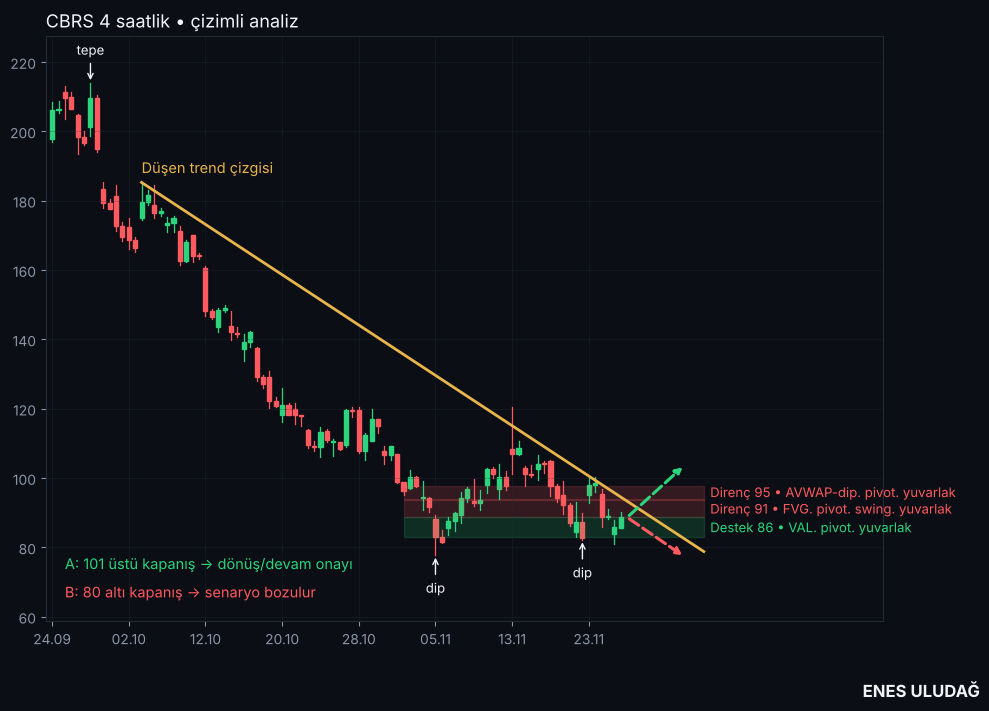 CBRS 4 saatlik • çizimli analiz
tepe
220
200
180
160
140
120
100
80
60
Düşen trend çizgisi
Direnç 95 • AVWAP-dip. pivot. yuvarlak
Direnç 91 • FVG. pivot. swing. yuvarlak
Destek 86 • VAL. pivot. yuvarlak
A: 101 üstü kapanış → dönüş/devam onayı
B: 80 altı kapanış → senaryo bozulur
dip
dip
24.09 02.10 12.10 20.10 28.10 05.11 13.11 23.11
ENES ULUDAĞ